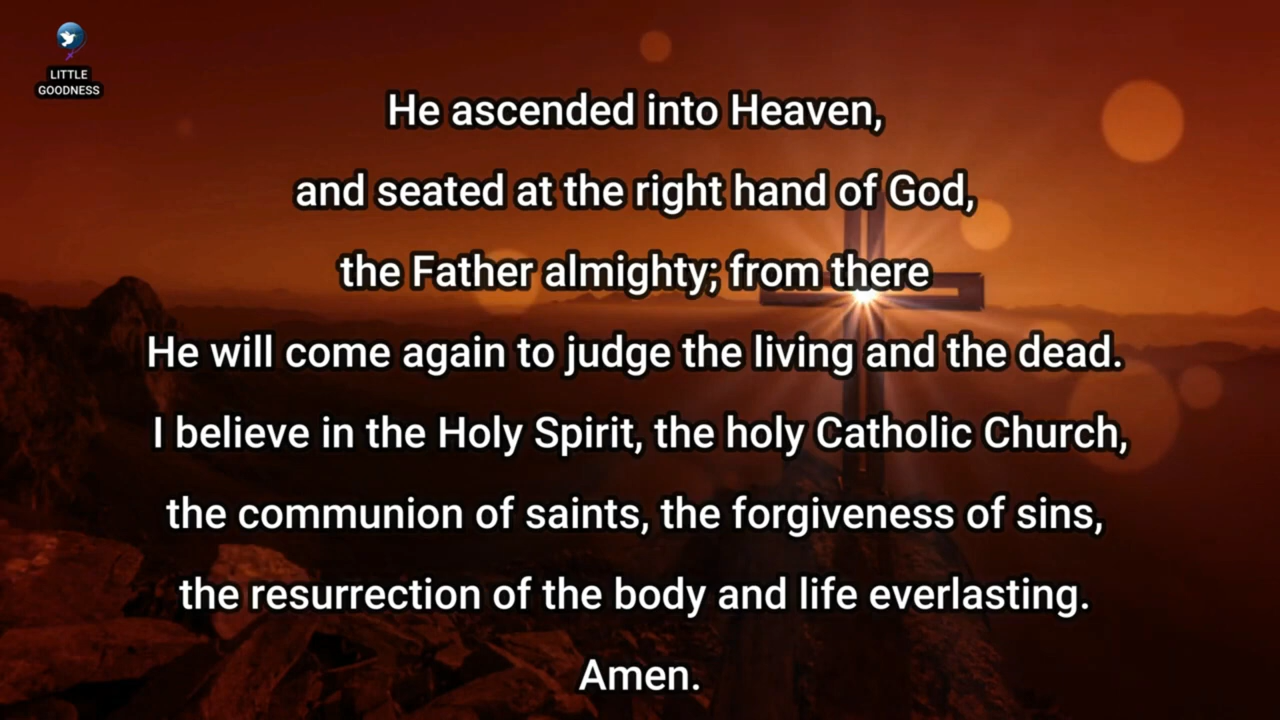 LITTLE
GOODNESS
He ascended into Heaven,
and seated at the right hand of God,
the Father almighty; from there
He will come again to judge the living and the dead.
I believe in the Holy Spirit, the holy Catholic Church,
the communion of saints, the forgiveness of sins,
the resurrection of the body and life everlasting.
Amen.